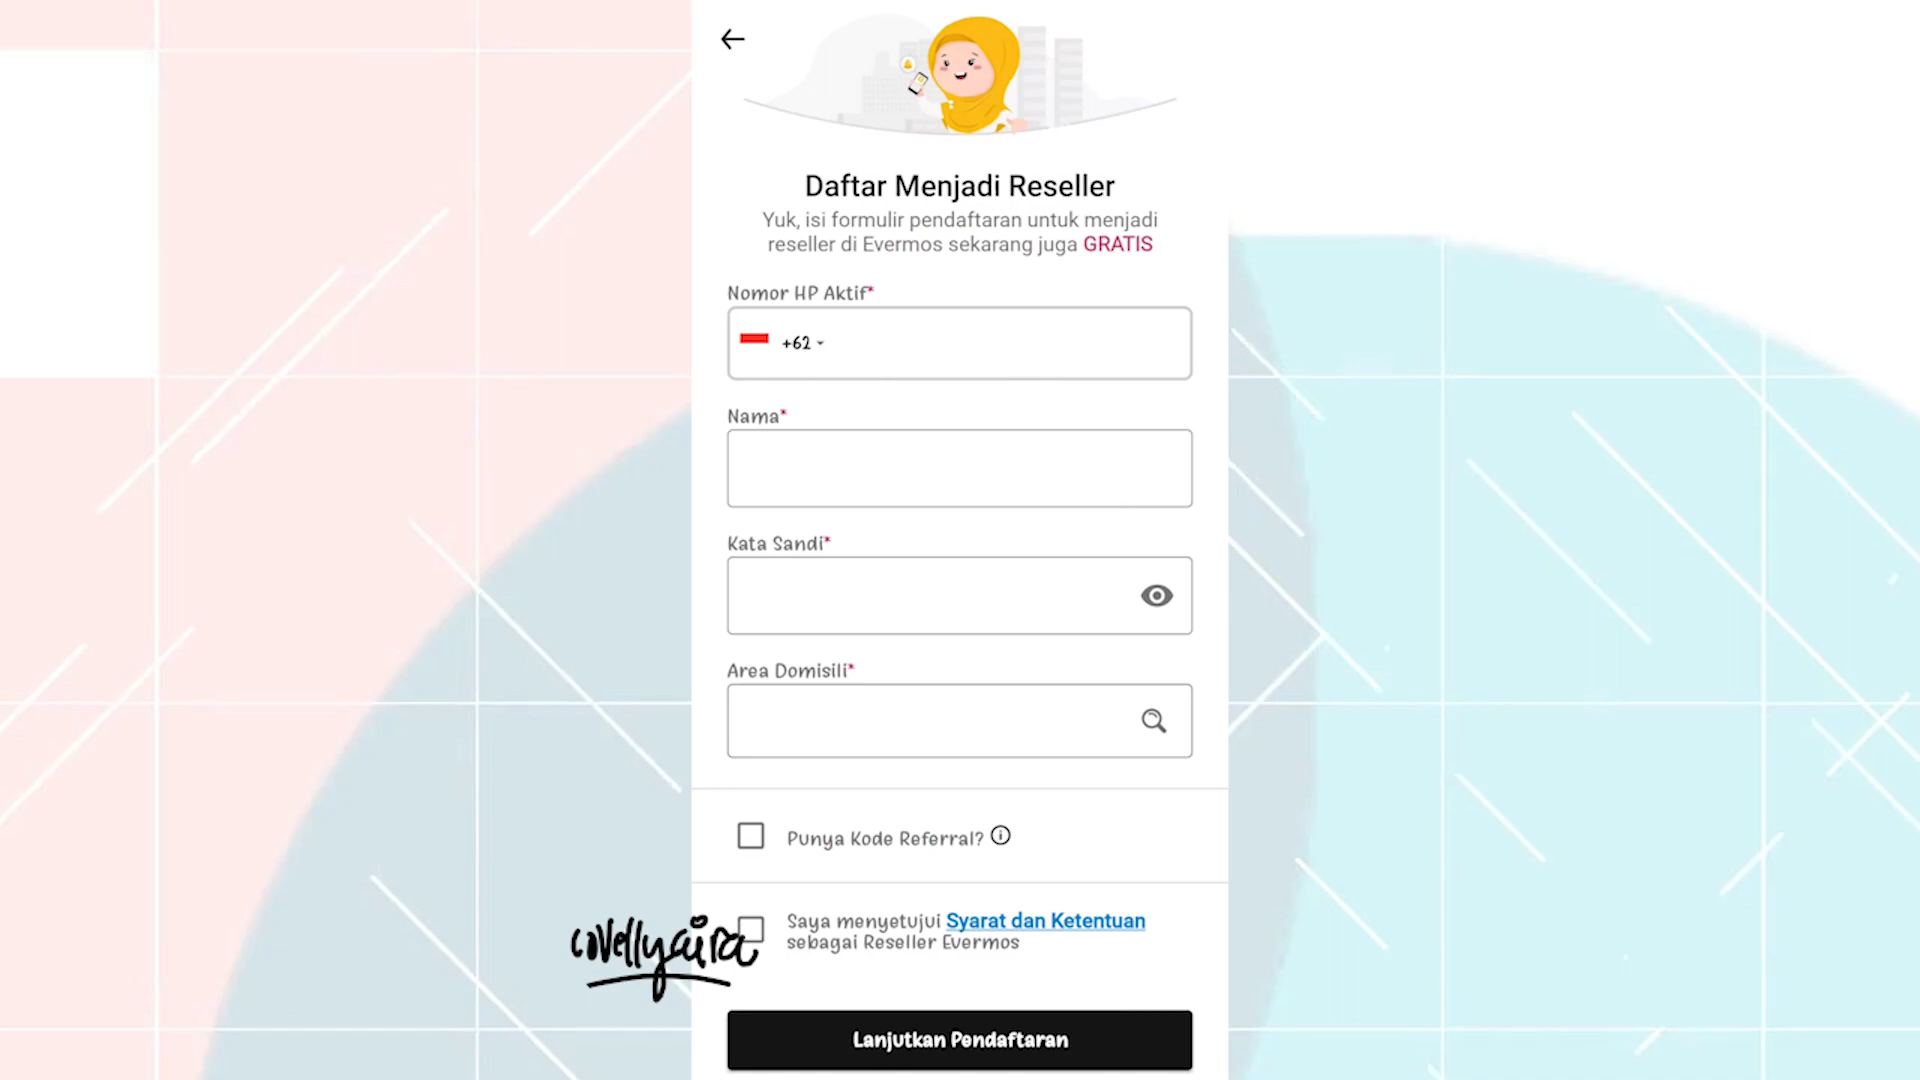 Daftar Menjadi Reseller
Yuk, isi formulir pendaftaran untuk menjadi
reseller di Evermos sekarang juga GRATIS
Nomor HP Aktif*
+62
Nama*
Kata Sandi*
Area Domisili*
Punya Kode Referral?
Saya menyetujui Syarat dan Ketentuan
sebagai Reseller Evermos
covellyaira
Lanjutkan Pendaftaran